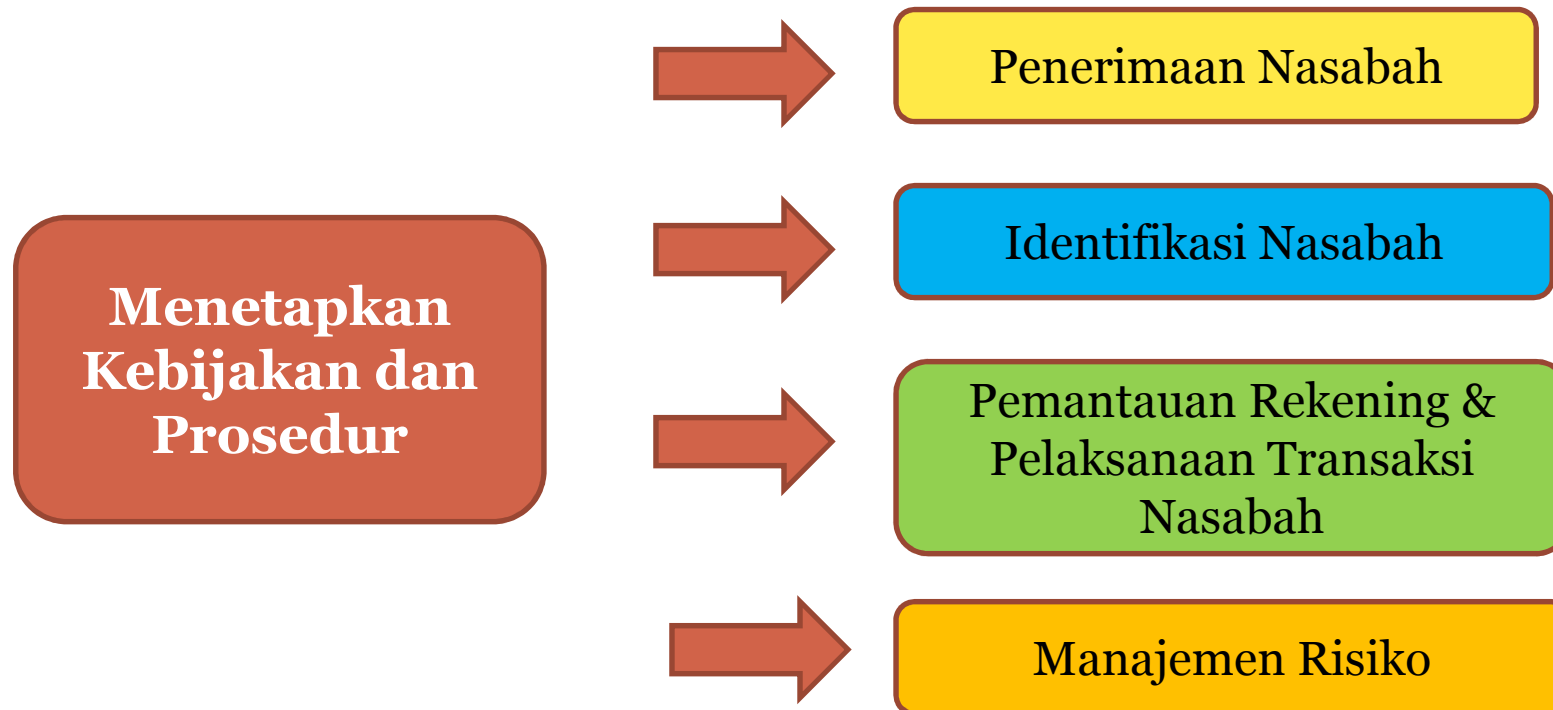 Menetapkan
Kebijakan dan
Prosedur
Penerimaan Nasabah
Identifikasi Nasabah
Pemantauan Rekening &
Pelaksanaan Transaksi
Nasabah
Manajemen Risiko